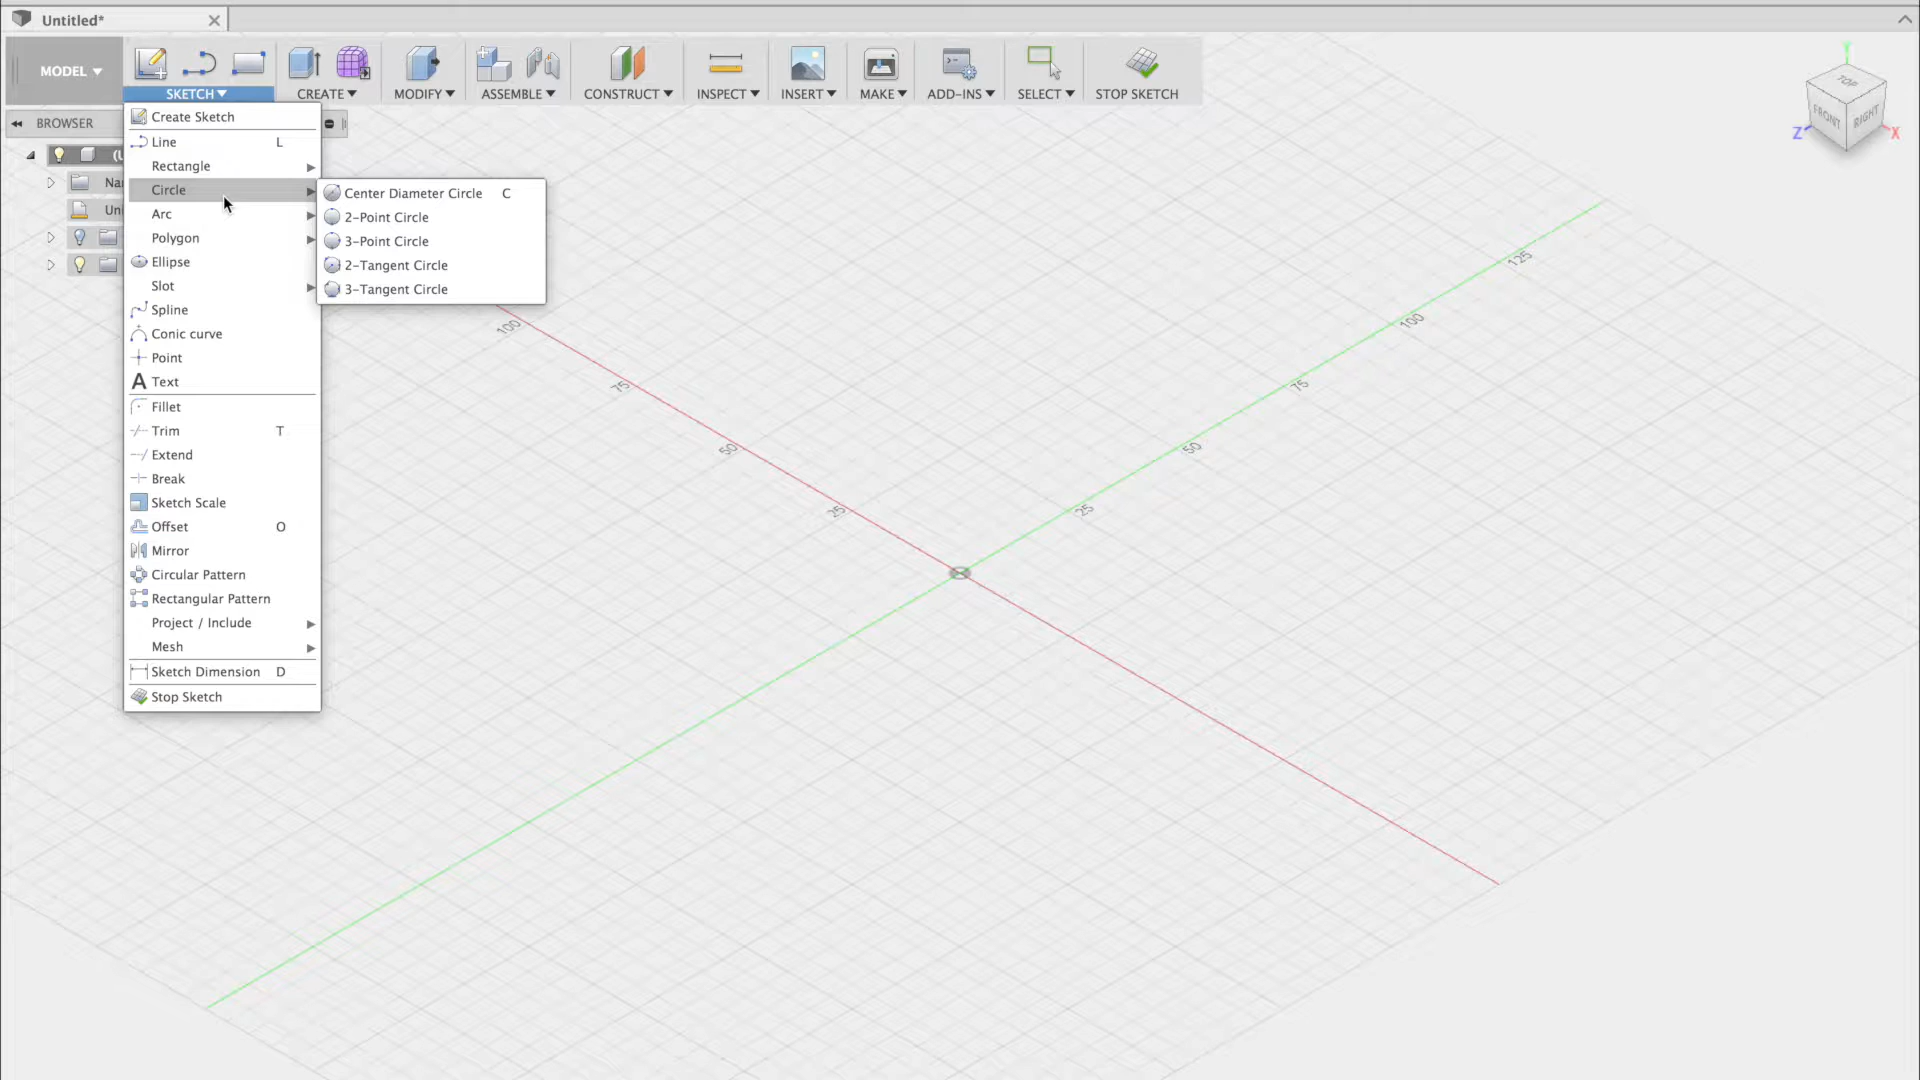 Untitled*
MODEL
SKETCH
CREATE
MODIFY
ASSEMBLE
CONSTRUCT
INSPECT
INSERT
MAKE
ADD-INS
SELECT
STOP SKETCH
BROWSER
(U
Nar
Uni
Create Sketch
Line L
Rectangle
Circle
Arc
Polygon
Ellipse
Slot
Spline
Conic curve
Point
A Text
Fillet
Trim T
Extend
Break
Sketch Scale
Offset O
Mirror
Circular Pattern
Rectangular Pattern
Project / Include
Mesh
Sketch Dimension D
Stop Sketch
Center Diameter Circle C
2-Point Circle
3-Point Circle
2-Tangent Circle
3-Tangent Circle
100
75
50
25
125
100
75
50
25
Y
TOP
FRONT
RIGHT
Z
X